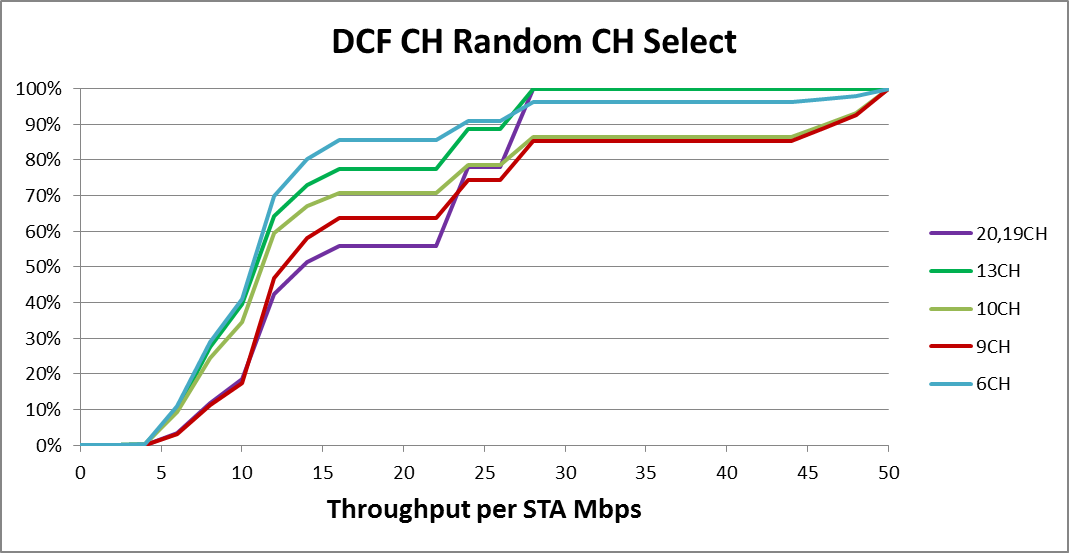 DCF CH Random CH Select
100%
90%
80%
70%
60%
50%
40%
30%
20%
10%
0%
0 5 10 15 20 25 30 35 40 45 50
Throughput per STA Mbps
20,19CH
13CH
10CH
9CH
6CH